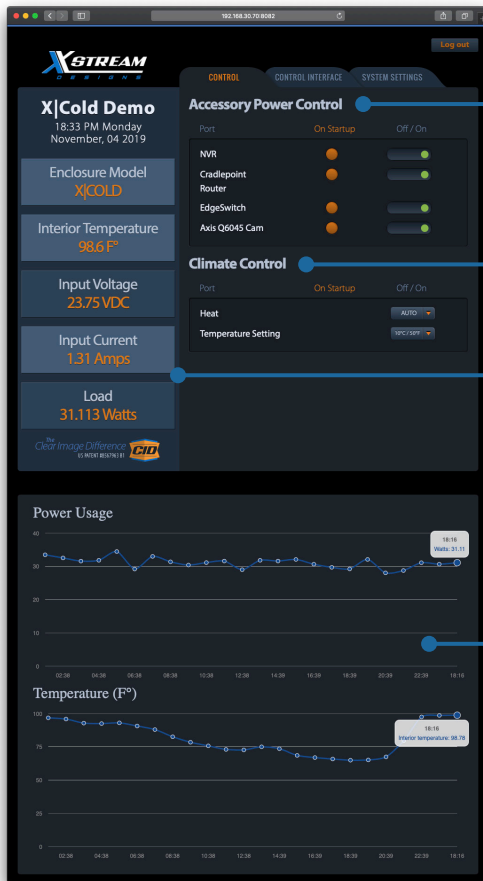 192.168.30.70:8082
Log out
XSTREAM
DESIGNS
CONTROL
CONTROL INTERFACE
SYSTEM SETTINGS
X|Cold Demo
18:33 PM Monday
November, 04 2019
Enclosure Model
X|COLD
Interior Temperature
98.6 F°
Input Voltage
23.75 VDC
Input Current
1.31 Amps
Load
31.113 Watts
The
Clear Image Difference
CID
US PATENT #8567963 B1
Accessory Power Control
Port On Startup Off / On
NVR
Cradlepoint
Router
EdgeSwitch
Axis Q6045 Cam
Climate Control
Port On Startup Off / On
Heat AUTO
Temperature Setting 10°C / 50°F
Power Usage
40
30
20
10
0
18:16
Watts: 31.11
02:38 04:38 06:38 08:38 10:38 12:38 14:39 16:39 18:39 20:39 22:39 18:16
Temperature (F°)
100
75
50
25
0
18:16
Interior temperature: 98.78
02:38 04:38 06:38 08:38 10:38 12:38 14:39 16:39 18:39 20:39 22:39 18:16